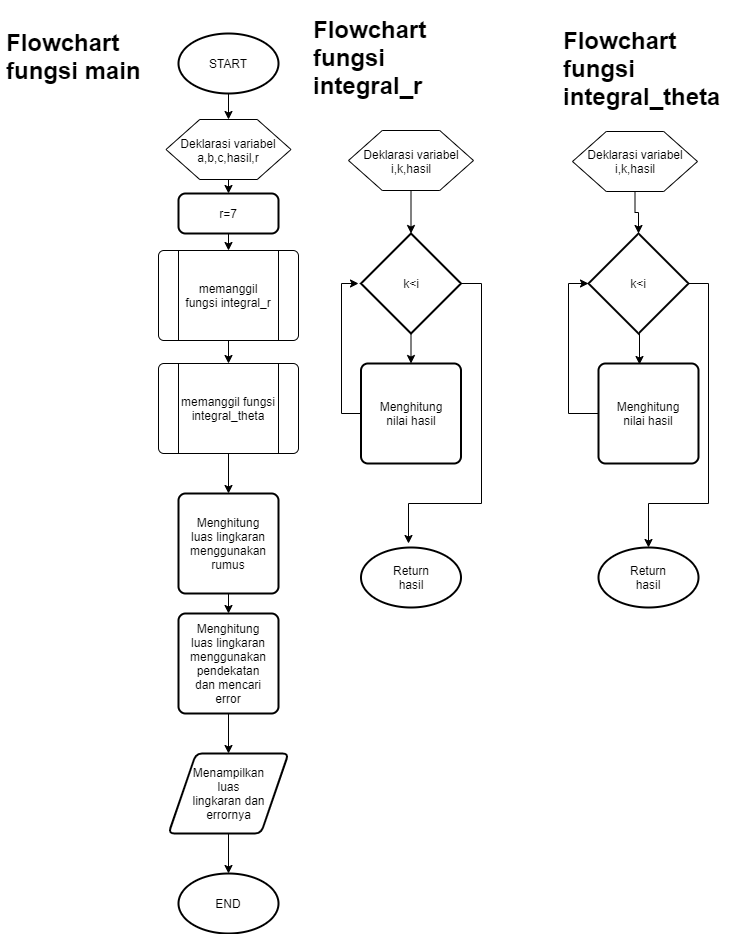 Flowchart
fungsi main
START
Deklarasi variabel
a,b,c,hasil,r
r=7
memanggil
fungsi integral_r
memanggil fungsi
integral_theta
Menghitung
luas lingkaran
menggunakan
rumus
Menghitung
luas lingkaran
menggunakan
pendekatan
dan mencari
error
Menampilkan
luas
lingkaran dan
errornya
END
Flowchart
fungsi
integral_r
Deklarasi variabel
i,k,hasil
k<i
Menghitung
nilai hasil
Return
hasil
Flowchart
fungsi
integral_theta
Deklarasi variabel
i,k,hasil
k<i
Menghitung
nilai hasil
Return
hasil